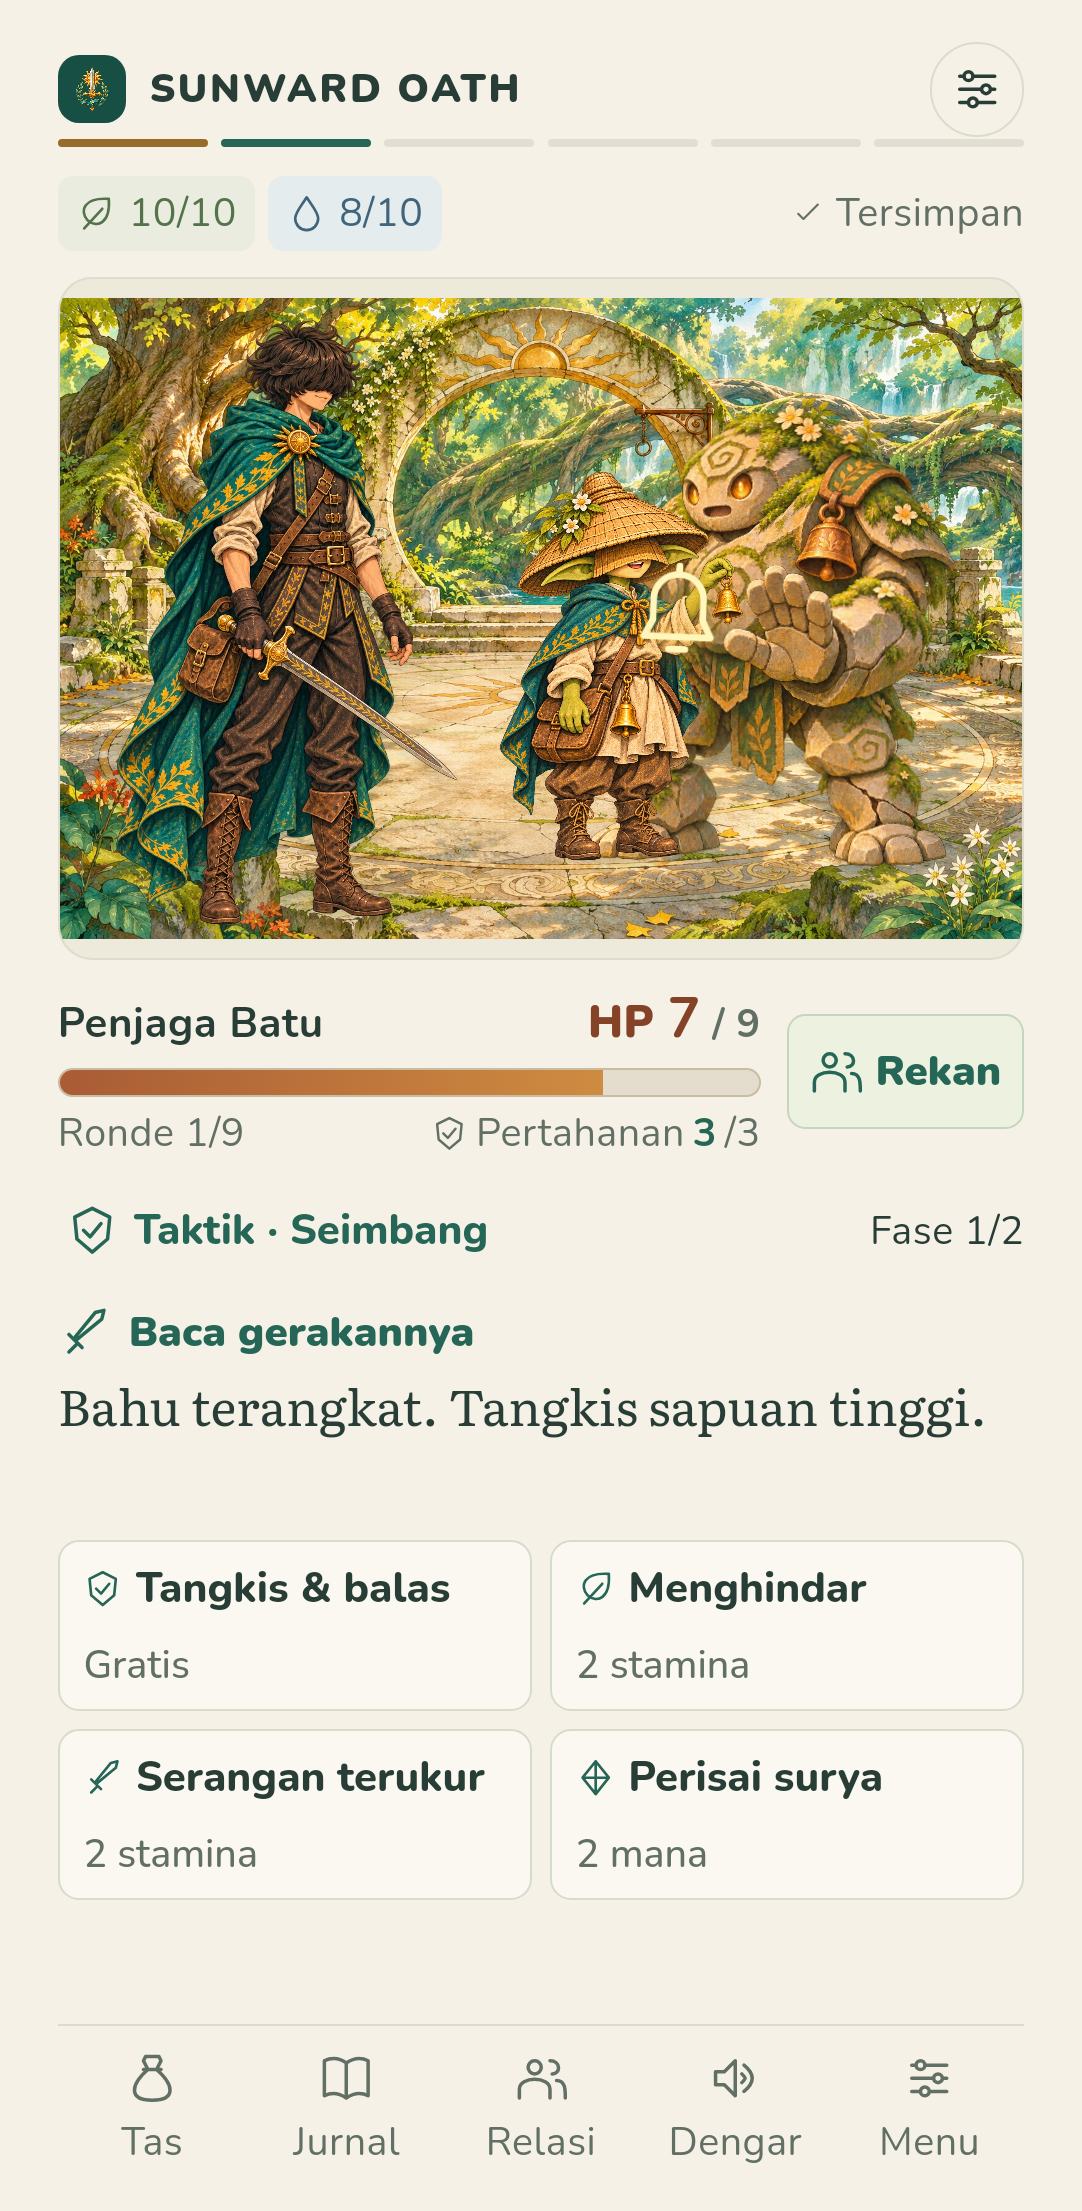 SUNWARD OATH
10/10 8/10 Tersimpan
Penjaga Batu HP 7 / 9
Rekan
Ronde 1/9 Pertahanan 3 /3
Taktik · Seimbang Fase 1/2
Baca gerakannya
Bahu terangkat. Tangkis sapuan tinggi.
Tangkis & balas
Gratis
Menghindar
2 stamina
Serangan terukur
2 stamina
Perisai surya
2 mana
Tas Jurnal Relasi Dengar Menu